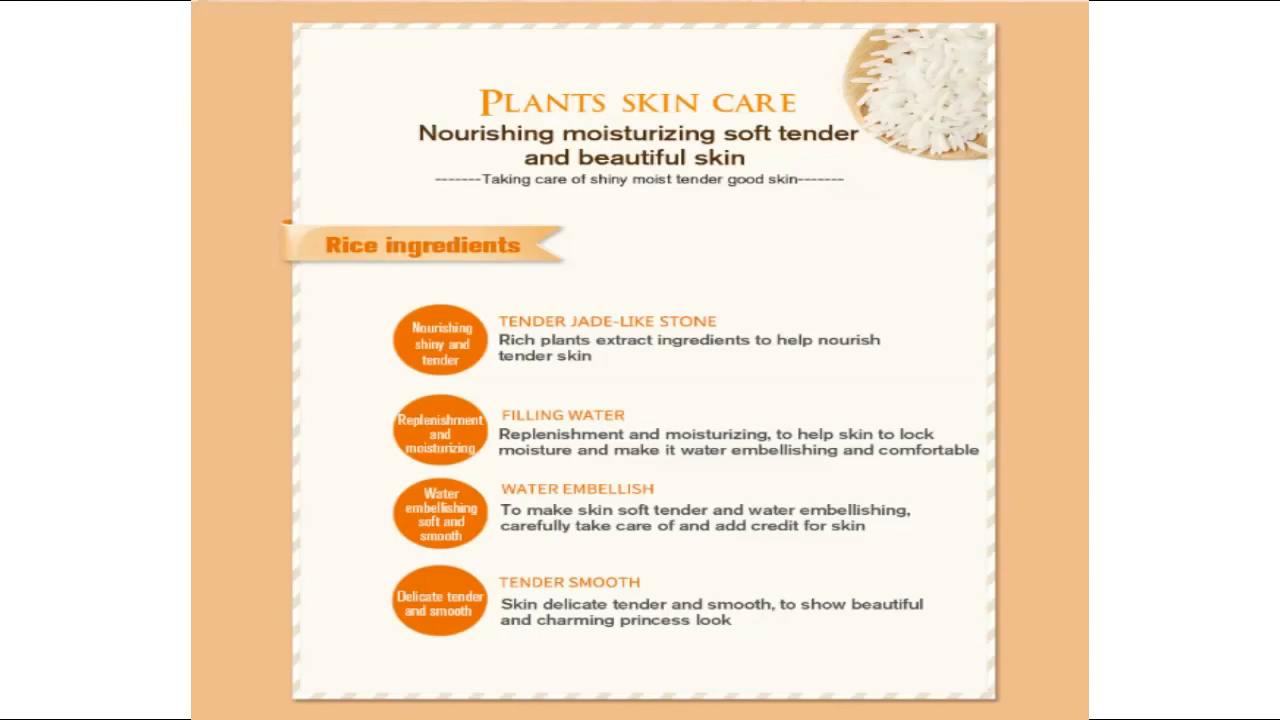 PLANTS SKIN CARE
Nourishing moisturizing soft tender
and beautiful skin
-------Taking care of shiny moist tender good skin-------
Rice ingredients
Nourishing
shiny and
tender
TENDER JADE-LIKE STONE
Rich plants extract ingredients to help nourish
tender skin
Replenishment
and
moisturizing
FILLING WATER
Replenishment and moisturizing, to help skin to lock
moisture and make it water embellishing and comfortable
Water
embellishing
soft and
smooth
WATER EMBELLISH
To make skin soft tender and water embellishing,
carefully take care of and add credit for skin
Delicate tender
and smooth
TENDER SMOOTH
Skin delicate tender and smooth, to show beautiful
and charming princess look